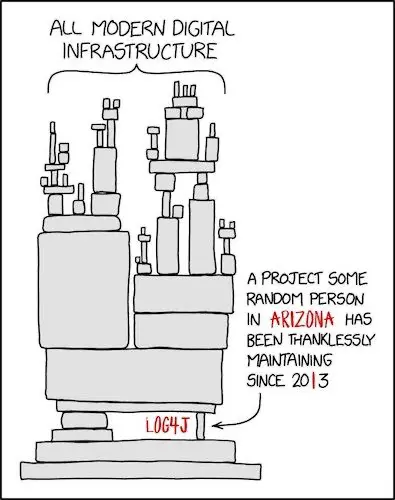 ALL MODERN DIGITAL
INFRASTRUCTURE
A PROJECT SOME
RANDOM PERSON
IN ARIZONA HAS
BEEN THANKLESSLY
MAINTAINING
SINCE 2013
LOG4J